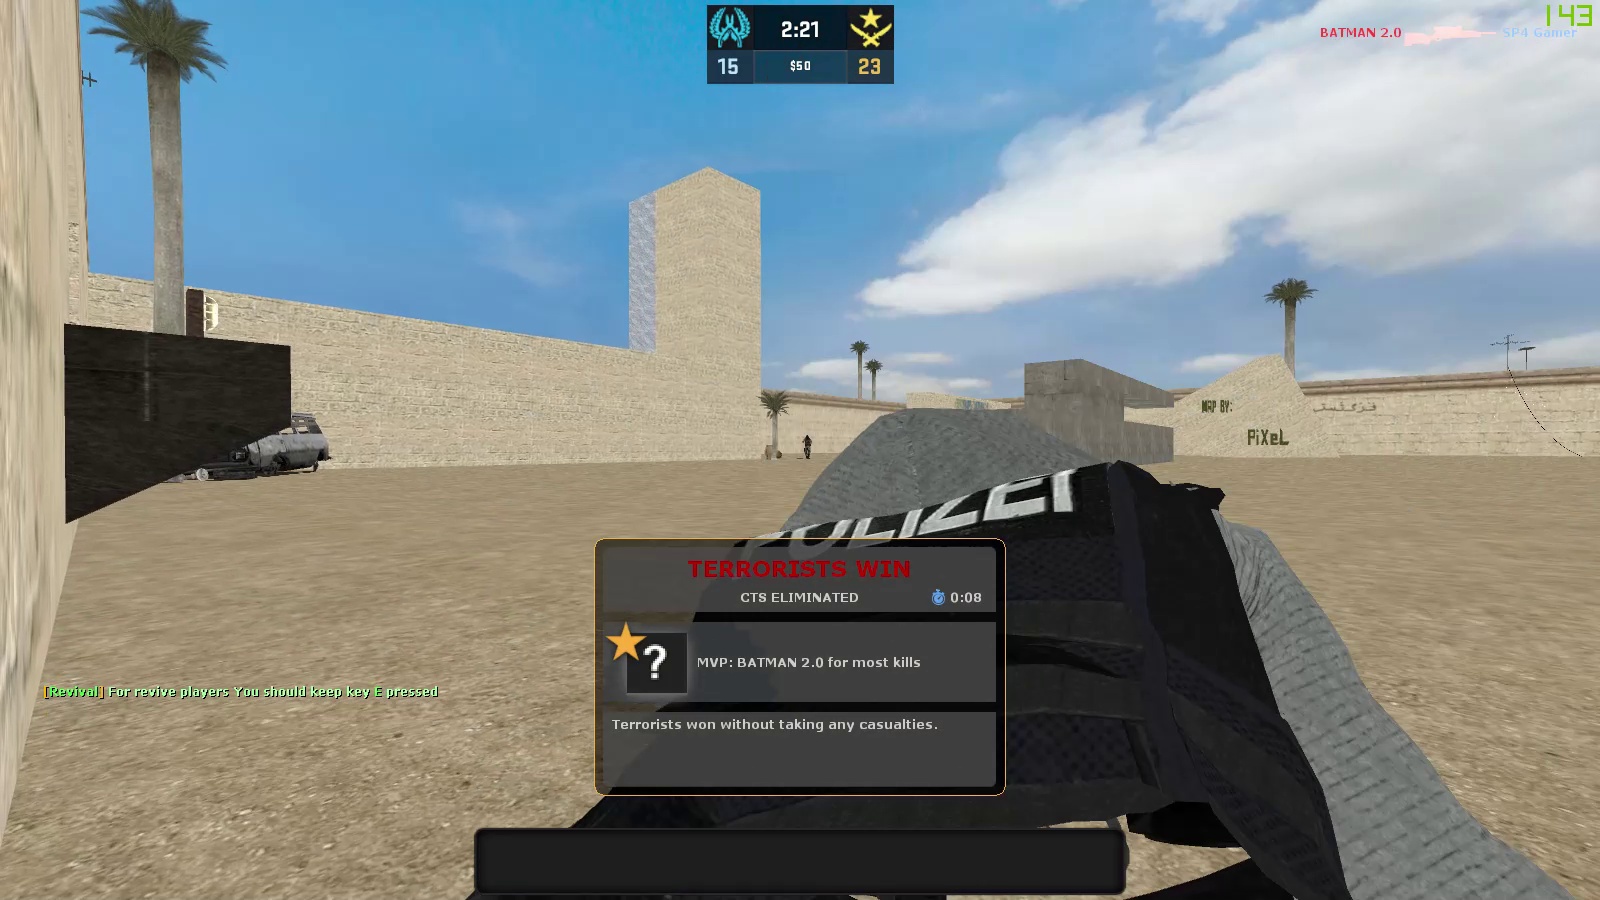 143
2:21
15 $50 23
BATMAN 2.0 SP4 Gamer
MAP BY:
PiXeL
POLIZEI
TERRORISTS WIN
CTS ELIMINATED 0:08
?
MVP: BATMAN 2.0 for most kills
[Revival] For revive players You should keep key E pressed
Terrorists won without taking any casualties.